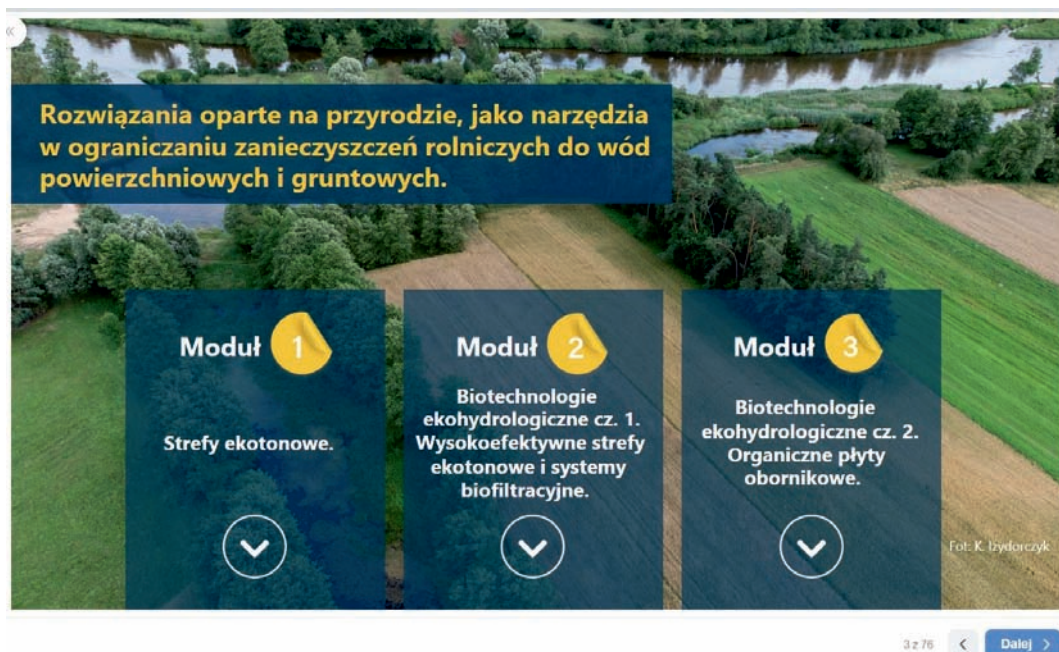 Rozwiązania oparte na przyrodzie, jako narzędzia
w ograniczaniu zanieczyszczeń rolniczych do wód
powierzchniowych i gruntowych.
Moduł 1
Strefy ekotonowe.
Moduł 2
Biotechnologie
ekohydrologiczne cz. 1.
Wysokoefektywne strefy
ekotonowe i systemy
biofiltracyjne.
Moduł 3
Biotechnologie
ekohydrologiczne cz. 2.
Organiczne płyty
obornikowe.
Fot: K. Izydorczyk
3 z 76
Dalej